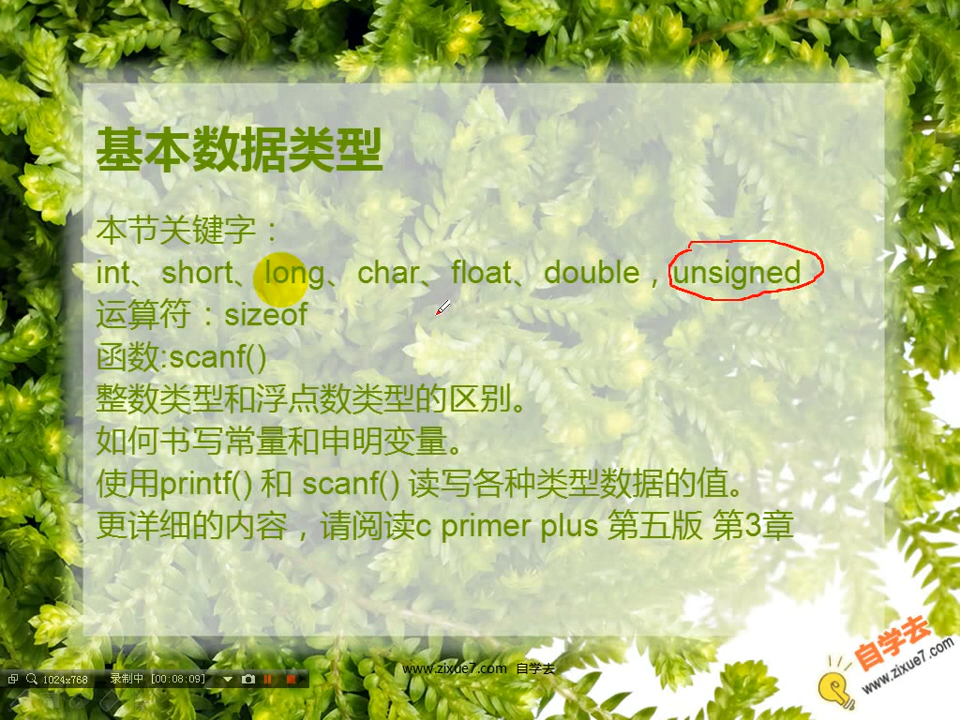 基本数据类型
本节关键字：
int、short、long、char、float、double，unsigned
运算符：sizeof
函数:scanf()
整数类型和浮点数类型的区别。
如何书写常量和申明变量。
使用printf() 和 scanf() 读写各种类型数据的值。
更详细的内容，请阅读c primer plus 第五版 第3章
www.zixue7.com 自学去
自学去
www.zixue7.com
1024x768 录制中 [00:08:09]